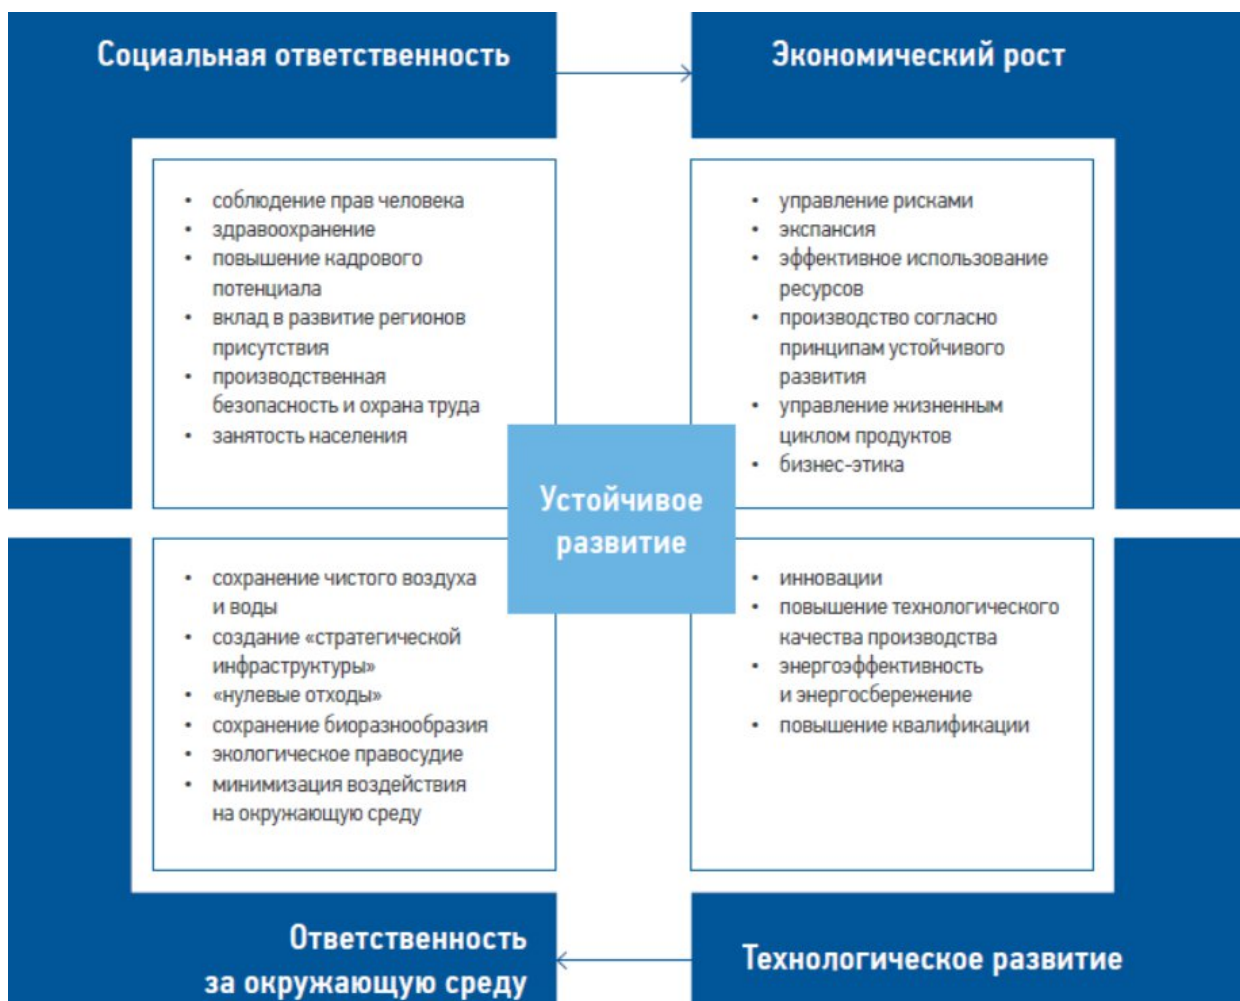 Социальная ответственность
• соблюдение прав человека
• здравоохранение
• повышение кадрового
потенциала
• вклад в развитие регионов
присутствия
• производственная
безопасность и охрана труда
• занятость населения
Экономический рост
• управление рисками
• экспансия
• эффективное использование
ресурсов
• производство согласно
принципам устойчивого
развития
• управление жизненным
циклом продуктов
• бизнес-этика
Устойчивое
развитие
• сохранение чистого воздуха
и воды
• создание «стратегической
инфраструктуры»
• «нулевые отходы»
• сохранение биоразнообразия
• экологическое правосудие
• минимизация воздействия
на окружающую среду
Ответственность
за окружающую среду
• инновации
• повышение технологического
качества производства
• энергоэффективность
и энергосбережение
• повышение квалификации
Технологическое развитие